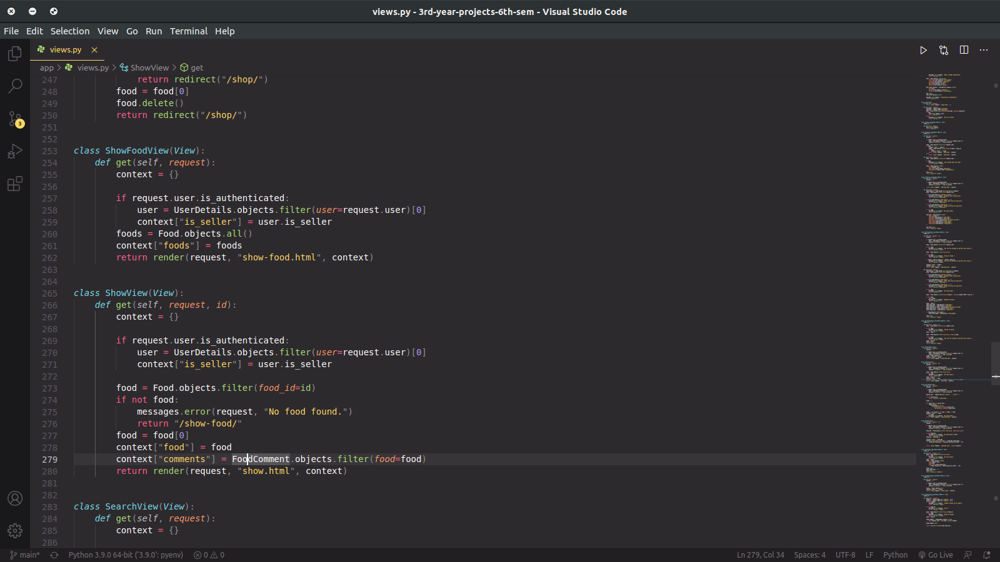 views.py - 3rd-year-projects-6th-sem - Visual Studio Code
File Edit Selection View Go Run Terminal Help
views.py
app > views.py > ShowView > get
247 return redirect("/shop/")
248 food = food[0]
249 food.delete()
250 return redirect("/shop/")
251
252
253 class ShowFoodView(View):
254 def get(self, request):
255 context = {}
256
257 if request.user.is_authenticated:
258 user = UserDetails.objects.filter(user=request.user)[0]
259 context["is_seller"] = user.is_seller
260 foods = Food.objects.all()
261 context["foods"] = foods
262 return render(request, "show-food.html", context)
263
264
265 class ShowView(View):
266 def get(self, request, id):
267 context = {}
268
269 if request.user.is_authenticated:
270 user = UserDetails.objects.filter(user=request.user)[0]
271 context["is_seller"] = user.is_seller
272
273 food = Food.objects.filter(food_id=id)
274 if not food:
275 messages.error(request, "No food found.")
276 return "/show-food/"
277 food = food[0]
278 context["food"] = food
279 context["comments"] = FoodComment.objects.filter(food=food)
280 return render(request, "show.html", context)
281
282
283 class SearchView(View):
284 def get(self, request):
285 context = {}
286
3
main* Python 3.9.0 64-bit ('3.9.0': pyenv) 0 0 Ln 279, Col 34 Spaces: 4 UTF-8 LF Python Go Live